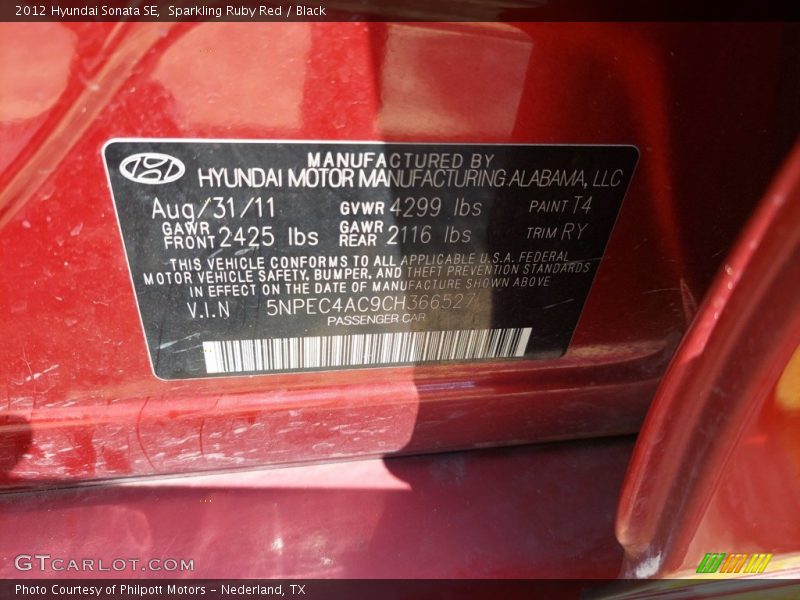 2012 Hyundai Sonata SE, Sparkling Ruby Red / Black
MANUFACTURED BY
HYUNDAI MOTOR MANUFACTURING ALABAMA, LLC
Aug/31/11 GVWR 4299 lbs PAINT T4
GAWR FRONT 2425 lbs GAWR REAR 2116 lbs TRIM RY
THIS VEHICLE CONFORMS TO ALL APPLICABLE U.S.A. FEDERAL
MOTOR VEHICLE SAFETY, BUMPER, AND THEFT PREVENTION STANDARDS
IN EFFECT ON THE DATE OF MANUFACTURE SHOWN ABOVE
V.I.N 5NPEC4AC9CH366527
PASSENGER CAR
GTCARLOT.COM
Photo Courtesy of Philpott Motors – Nederland, TX